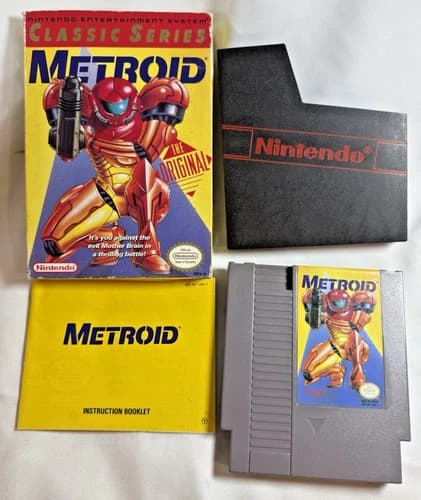 NINTENDO ENTERTAINMENT SYSTEM®
CLASSIC SERIES
METROID
THE
ORIGINAL
It's you against the
evil Mother Brain in
a thrilling battle!
Nintendo
Nintendo®
METROID
INSTRUCTION BOOKLET
METROID